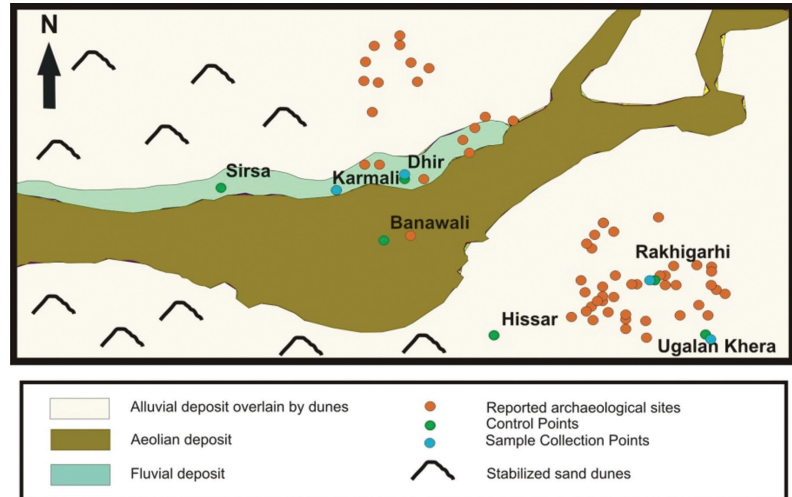 N
Dhir
Sirsa
Karmali
Banawali
Rakhigarhi
Hissar
Ugalan Khera
Alluvial deposit overlain by dunes
Aeolian deposit
Fluvial deposit
Reported archaeological sites
Control Points
Sample Collection Points
Stabilized sand dunes